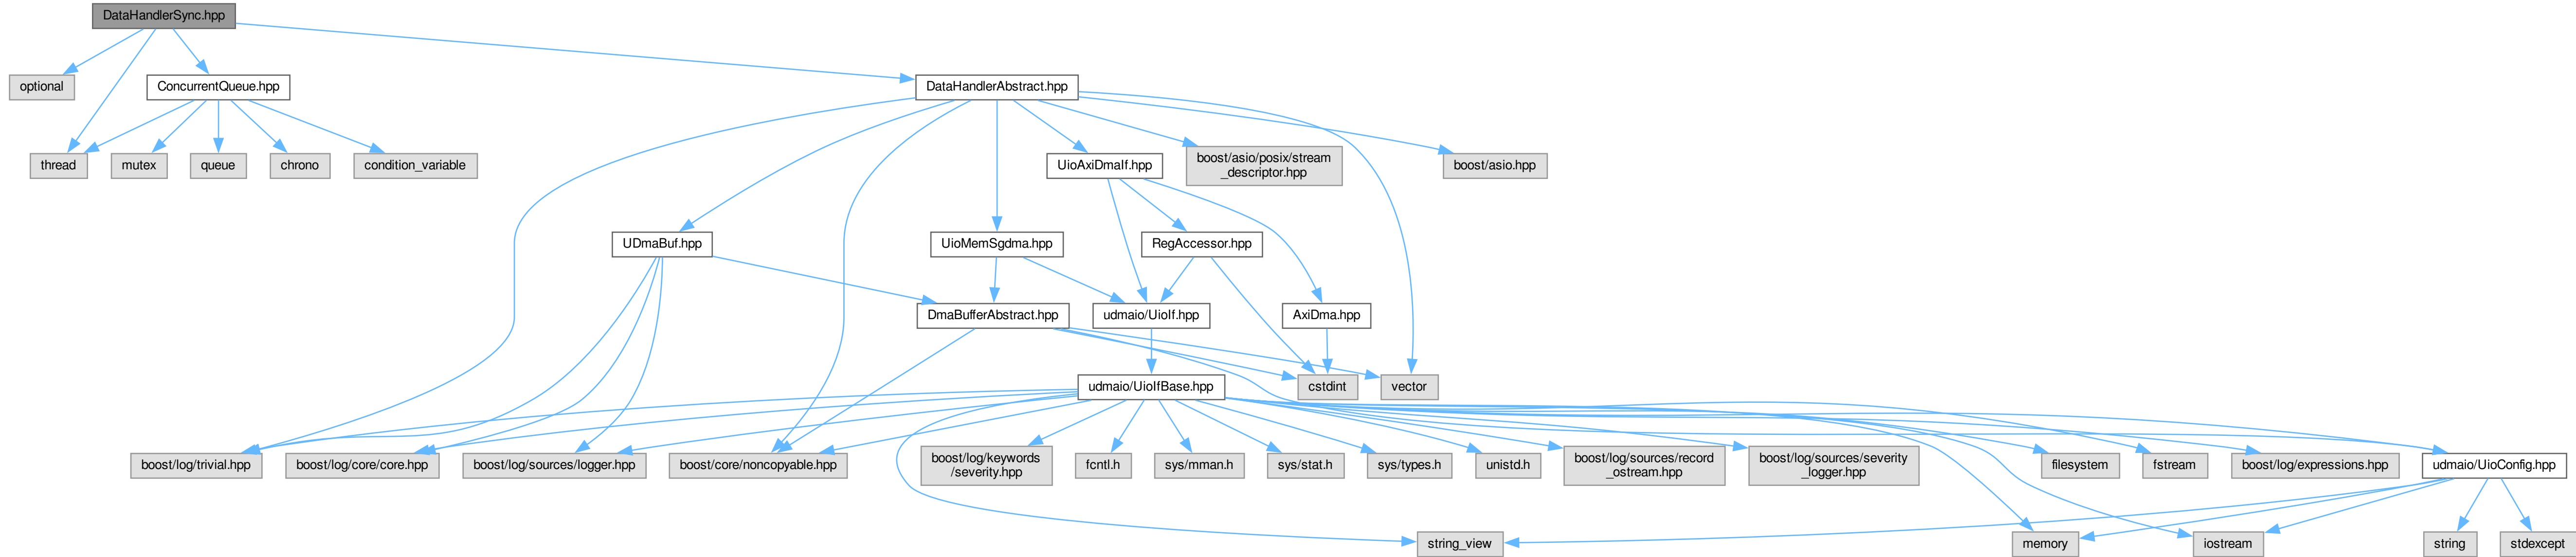 DataHandlerSync.hpp
optional
ConcurrentQueue.hpp
DataHandlerAbstract.hpp
thread
mutex
queue
chrono
condition_variable
UioAxiDmaIf.hpp
boost/asio/posix/stream
_descriptor.hpp
boost/asio.hpp
UDmaBuf.hpp
UioMemSgdma.hpp
RegAccessor.hpp
DmaBufferAbstract.hpp
udmaio/UioIf.hpp
AxiDma.hpp
udmaio/UioIfBase.hpp
cstdint
vector
boost/log/trivial.hpp
boost/log/core/core.hpp
boost/log/sources/logger.hpp
boost/core/noncopyable.hpp
boost/log/keywords
/severity.hpp
fcntl.h
sys/mman.h
sys/stat.h
sys/types.h
unistd.h
boost/log/sources/record
_ostream.hpp
boost/log/sources/severity
_logger.hpp
filesystem
fstream
boost/log/expressions.hpp
udmaio/UioConfig.hpp
string_view
memory
iostream
string
stdexcept